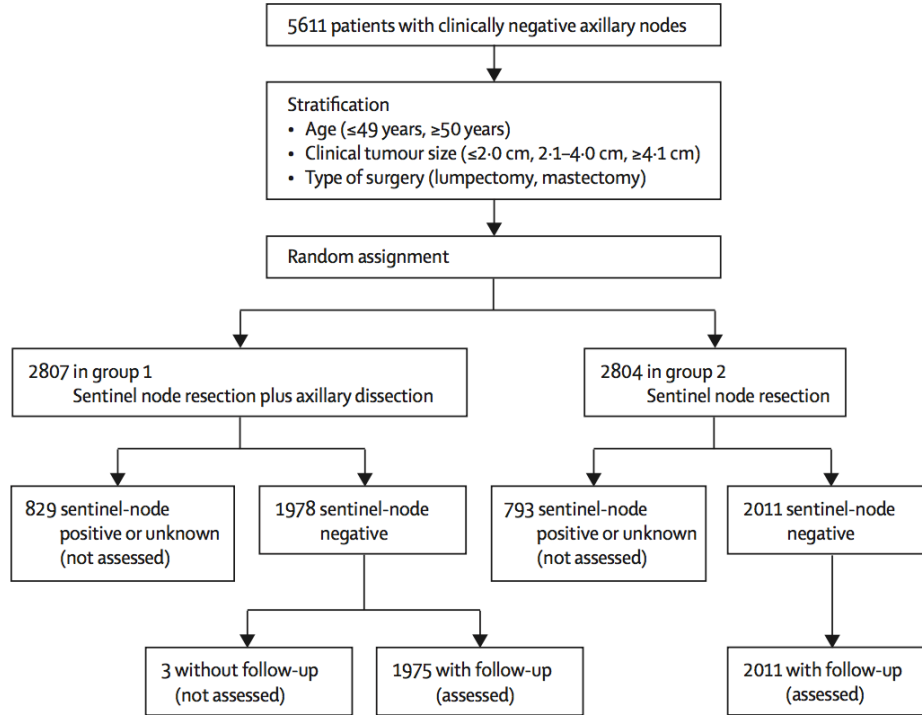 5611 patients with clinically negative axillary nodes
Stratification
• Age (≤49 years, ≥50 years)
• Clinical tumour size (≤2·0 cm, 2·1–4·0 cm, ≥4·1 cm)
• Type of surgery (lumpectomy, mastectomy)
Random assignment
2807 in group 1
Sentinel node resection plus axillary dissection
2804 in group 2
Sentinel node resection
829 sentinel-node
positive or unknown
(not assessed)
1978 sentinel-node
negative
793 sentinel-node
positive or unknown
(not assessed)
2011 sentinel-node
negative
3 without follow-up
(not assessed)
1975 with follow-up
(assessed)
2011 with follow-up
(assessed)